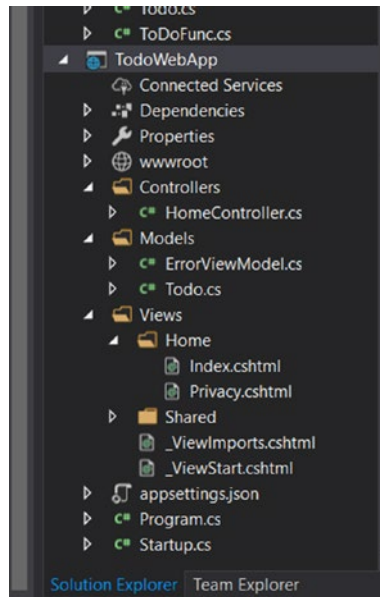 Todo.cs
C# ToDoFunc.cs
TodoWebApp
Connected Services
Dependencies
Properties
wwwroot
Controllers
C# HomeController.cs
Models
C# ErrorViewModel.cs
C# Todo.cs
Views
Home
Index.cshtml
Privacy.cshtml
Shared
_ViewImports.cshtml
_ViewStart.cshtml
appsettings.json
C# Program.cs
C# Startup.cs
Solution Explorer Team Explorer